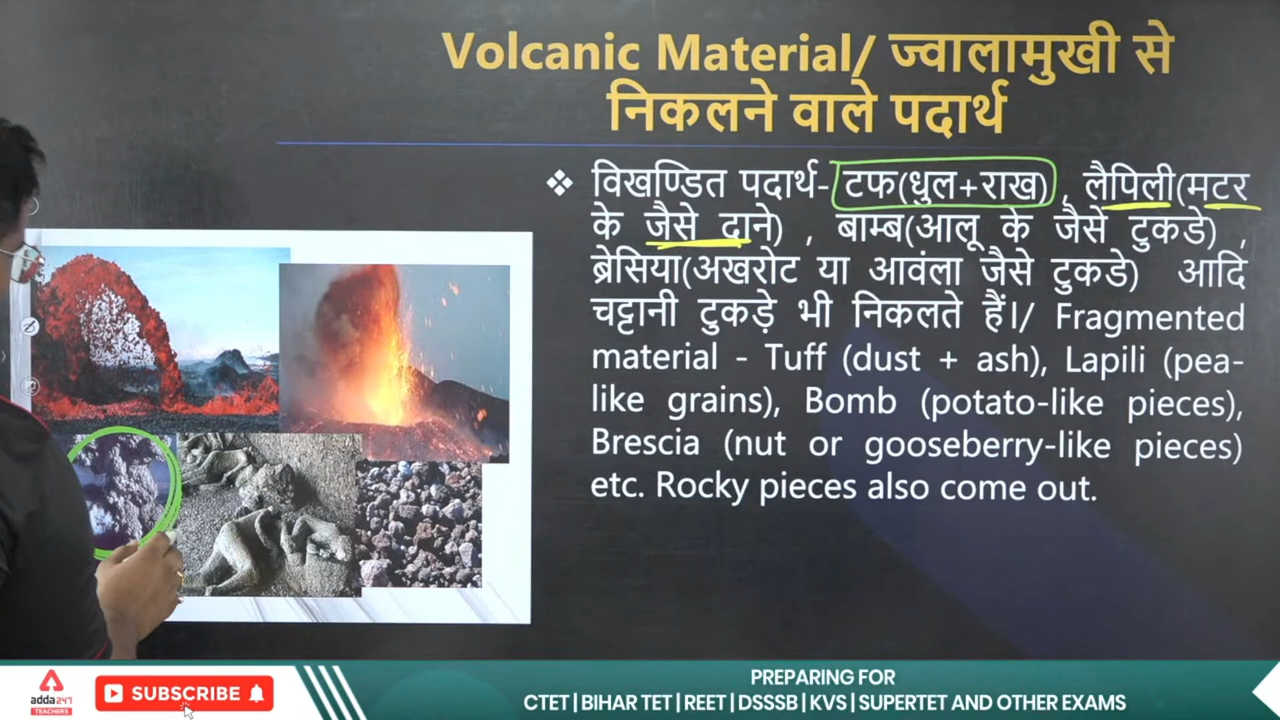 Volcanic Material/ ज्वालामुखी से
निकलने वाले पदार्थ
❖ विखण्डित पदार्थ- टफ(धुल+राख) , लैपिली(मटर
के जैसे दाने) , बाम्ब(आलू के जैसे टुकडे) ,
ब्रेसिया(अखरोट या आवंला जैसे टुकडे) आदि
चट्टानी टुकड़े भी निकलते हैं।/ Fragmented
material - Tuff (dust + ash), Lapili (pea-
like grains), Bomb (potato-like pieces),
Brescia (nut or gooseberry-like pieces)
etc. Rocky pieces also come out.
adda247
TEACHERS
SUBSCRIBE
PREPARING FOR
CTET | BIHAR TET | REET | DSSSB | KVS | SUPERTET AND OTHER EXAMS